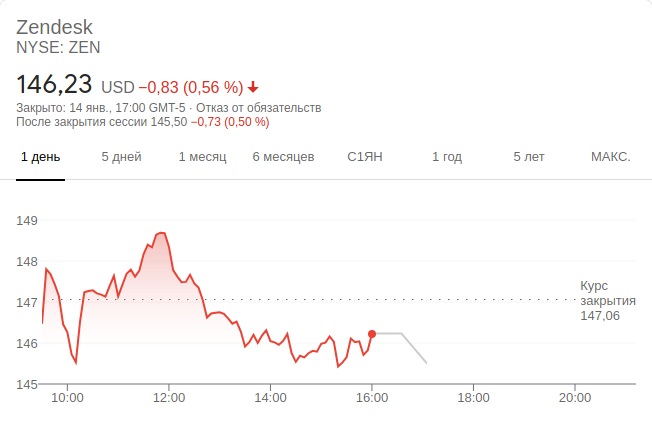 Zendesk
NYSE: ZEN
146,23 USD −0,83 (0,56 %)
Закрыто: 14 янв., 17:00 GMT-5 · Отказ от обязательств
После закрытия сессии 145,50 −0,73 (0,50 %)
1 день 5 дней 1 месяц 6 месяцев С1ЯН 1 год 5 лет МАКС.
149
148
147
146
145
Курс
закрытия
147,06
10:00 12:00 14:00 16:00 18:00 20:00